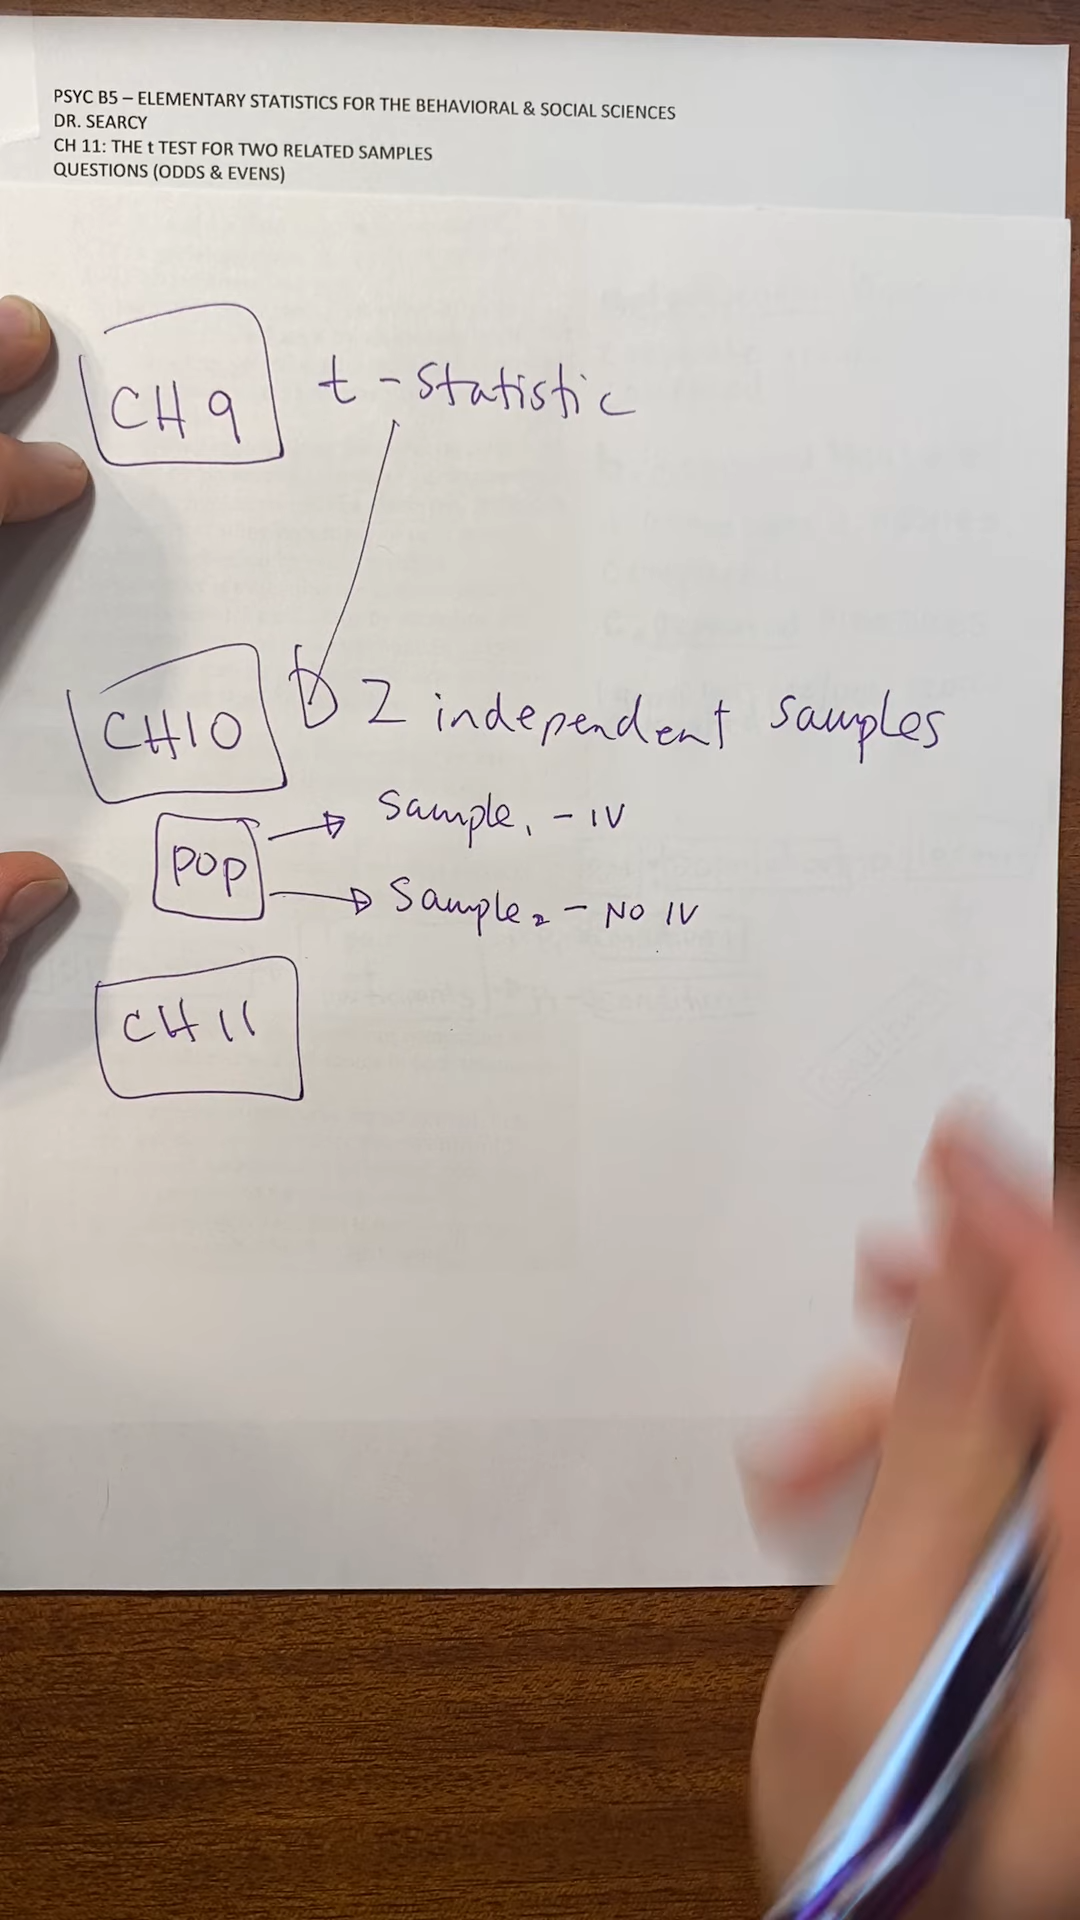 PSYC B5 – ELEMENTARY STATISTICS FOR THE BEHAVIORAL & SOCIAL SCIENCES
DR. SEARCY
CH 11: THE t TEST FOR TWO RELATED SAMPLES
QUESTIONS (ODDS & EVENS)
CH 9 t - Statistic
CH10 2 independent samples
POP
Sample₁ - IV
Sample₂ - NO IV
CH 11